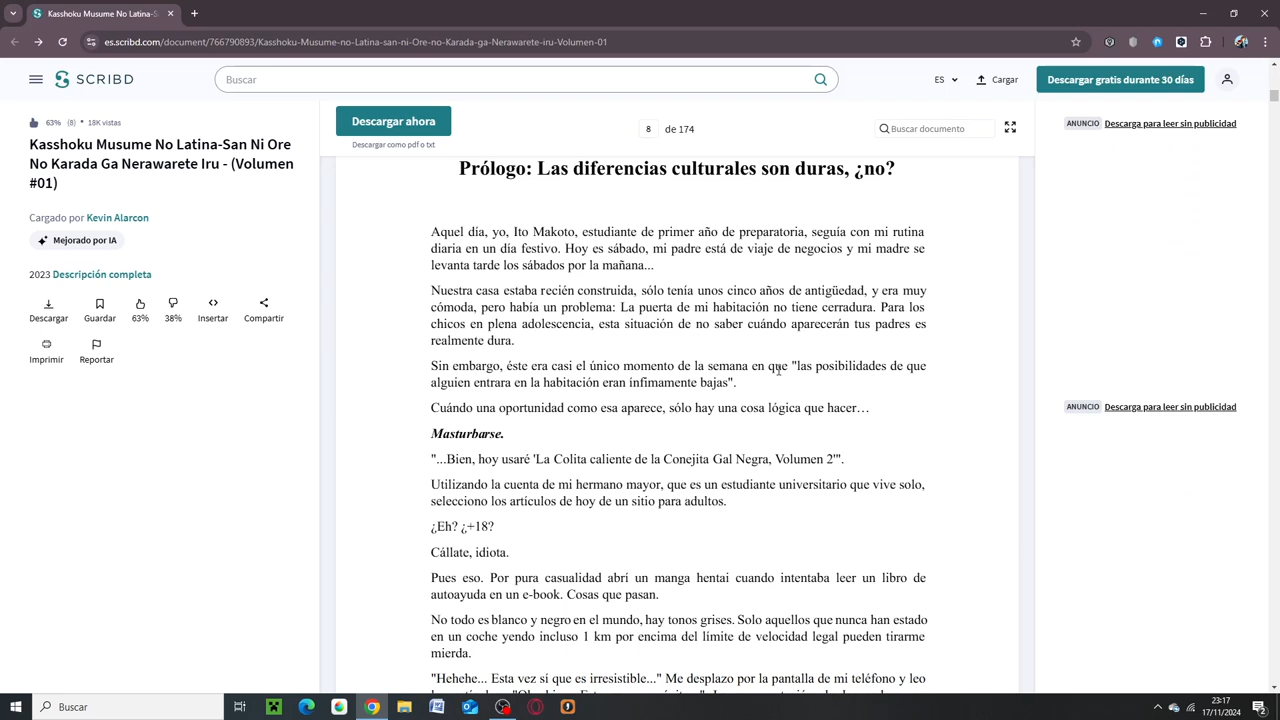 Kasshoku Musume No Latina-S
es.scribd.com/document/766790893/Kasshoku-Musume-no-Latina-san-ni-Ore-no-Karada-ga-Nerawarete-iru-Volumen-01
SCRIBD
Buscar
ES
Cargar
Descargar gratis durante 30 días
63% (8) • 18K vistas
Kasshoku Musume No Latina-San Ni Ore
No Karada Ga Nerawarete Iru - (Volumen
#01)
Cargado por Kevin Alarcon
Mejorado por IA
2023 Descripción completa
Descargar
Guardar
63%
38%
Insertar
Compartir
Imprimir
Reportar
Descargar ahora
Descargar como pdf o txt
8 de 174
Buscar documento
ANUNCIO Descarga para leer sin publicidad
Prólogo: Las diferencias culturales son duras, ¿no?
Aquel día, yo, Ito Makoto, estudiante de primer año de preparatoria, seguía con mi rutina
diaria en un día festivo. Hoy es sábado, mi padre está de viaje de negocios y mi madre se
levanta tarde los sábados por la mañana...
Nuestra casa estaba recién construida, sólo tenía unos cinco años de antigüedad, y era muy
cómoda, pero había un problema: La puerta de mi habitación no tiene cerradura. Para los
chicos en plena adolescencia, esta situación de no saber cuándo aparecerán tus padres es
realmente dura.
Sin embargo, éste era casi el único momento de la semana en que "las posibilidades de que
alguien entrara en la habitación eran ínfimamente bajas".
Cuándo una oportunidad como esa aparece, sólo hay una cosa lógica que hacer…
Masturbarse.
"...Bien, hoy usaré 'La Colita caliente de la Conejita Gal Negra, Volumen 2'".
Utilizando la cuenta de mi hermano mayor, que es un estudiante universitario que vive solo,
selecciono los artículos de hoy de un sitio para adultos.
¿Eh? ¿+18?
Cállate, idiota.
Pues eso. Por pura casualidad abrí un manga hentai cuando intentaba leer un libro de
autoayuda en un e-book. Cosas que pasan.
No todo es blanco y negro en el mundo, hay tonos grises. Solo aquellos que nunca han estado
en un coche yendo incluso 1 km por encima del límite de velocidad legal pueden tirarme
mierda.
"Hehehe... Esta vez sí que es irresistible..." Me desplazo por la pantalla de mi teléfono y leo
ANUNCIO Descarga para leer sin publicidad
Buscar
23:17
17/11/2024